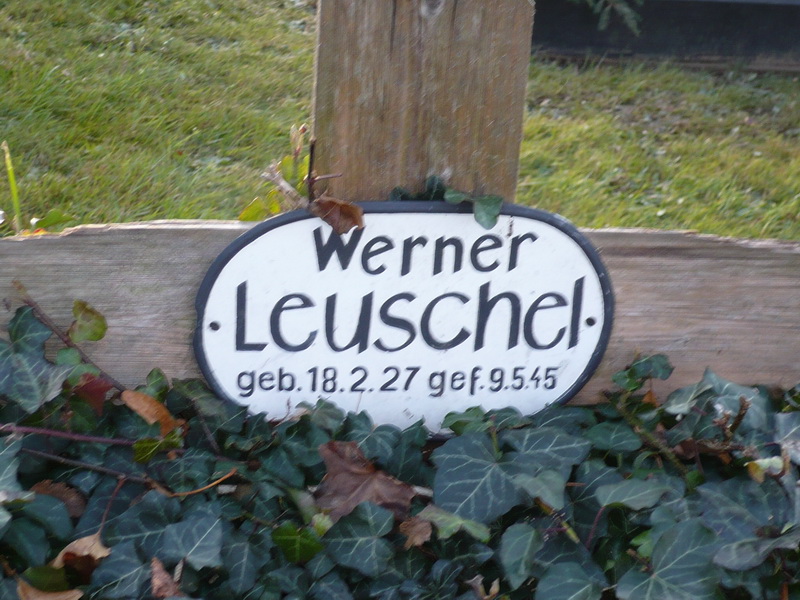 Werner
Leuschel
geb. 18.2.27 gef. 9.5.45